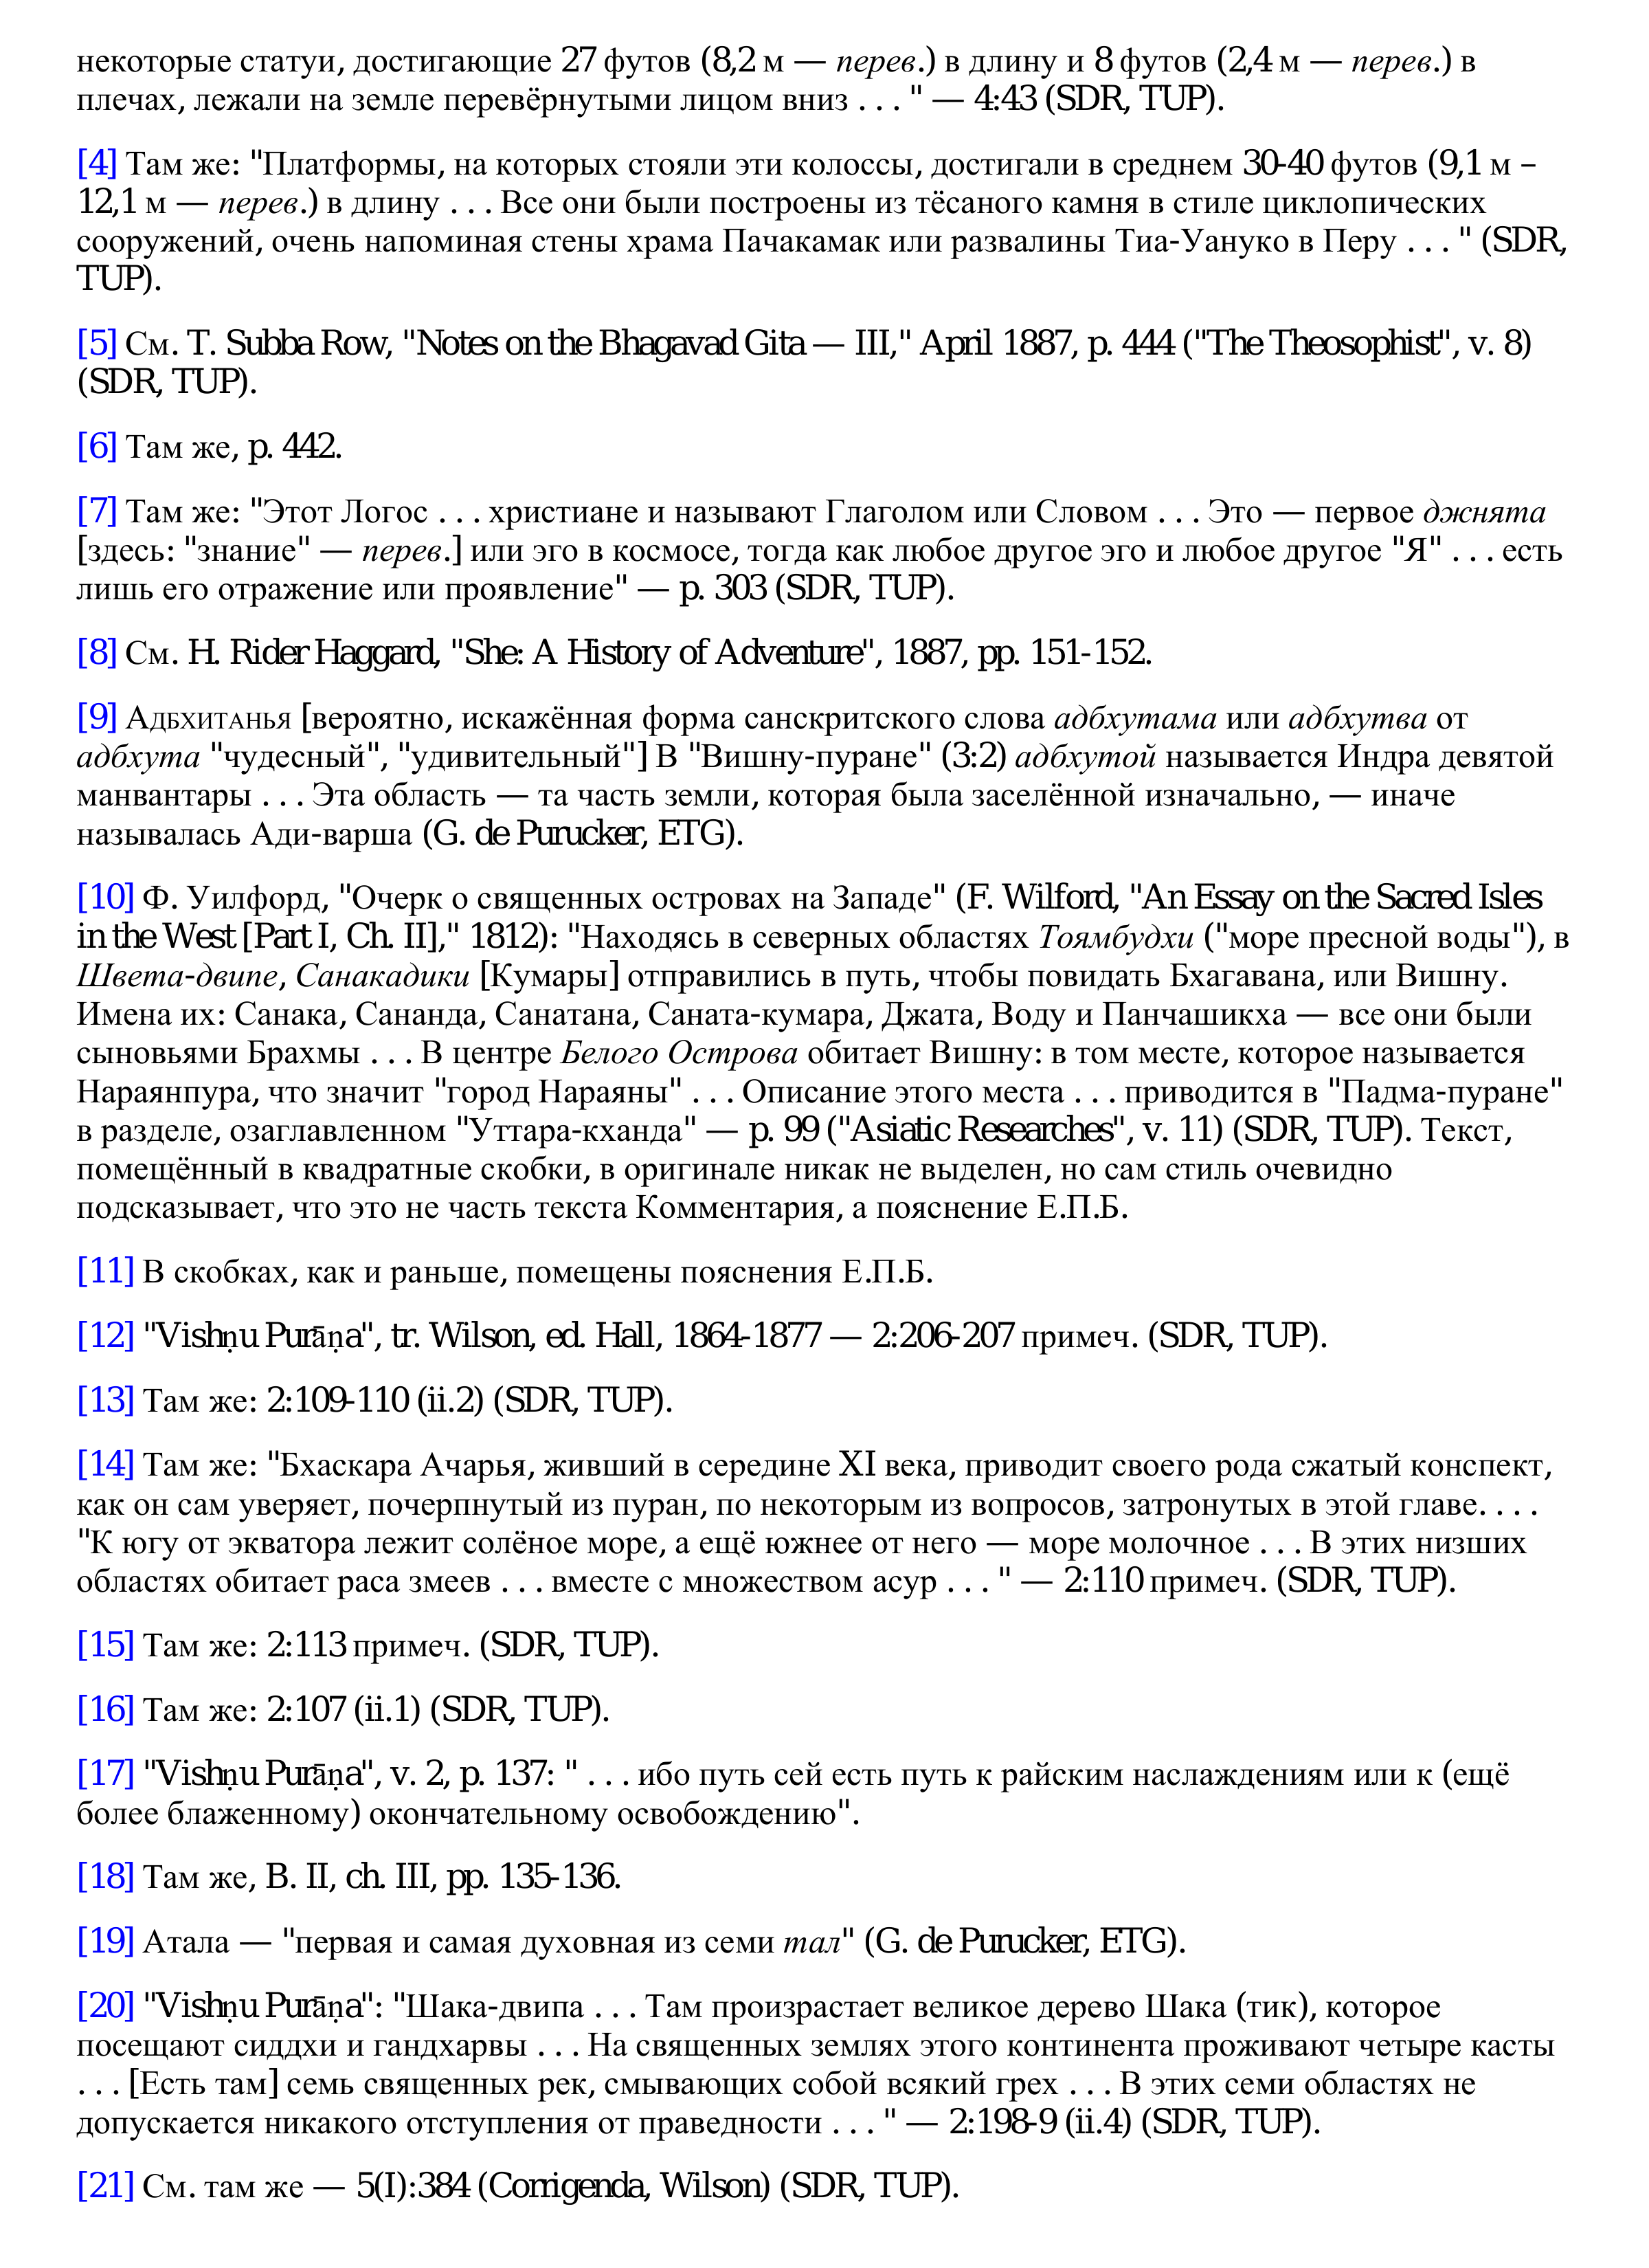 некоторые статуи, достигающие 27 футов (8,2 м — перев.) в длину и 8 футов (2,4 м — перев.) в
плечах, лежали на земле перевёрнутыми лицом вниз . . . " — 4:43 (SDR, TUP).
[4] Там же: "Платформы, на которых стояли эти колоссы, достигали в среднем 30-40 футов (9,1 м –
12,1 м — перев.) в длину . . . Все они были построены из тёсаного камня в стиле циклопических
сооружений, очень напоминая стены храма Пачакамак или развалины Тиа-Уануко в Перу . . . " (SDR,
TUP).
[5] См. T. Subba Row, "Notes on the Bhagavad Gita — III," April 1887, p. 444 ("The Theosophist", v. 8)
(SDR, TUP).
[6] Там же, p. 442.
[7] Там же: "Этот Логос . . . христиане и называют Глаголом или Словом . . . Это — первое джнята
[здесь: "знание" — перев.] или эго в космосе, тогда как любое другое эго и любое другое "Я" . . . есть
лишь его отражение или проявление" — p. 303 (SDR, TUP).
[8] См. H. Rider Haggard, "She: A History of Adventure", 1887, pp. 151-152.
[9] Адбхитанья [вероятно, искажённая форма санскритского слова адбхутама или адбхутва от
адбхута "чудесный", "удивительный"] В "Вишну-пуране" (3:2) адбхутой называется Индра девятой
манвантары . . . Эта область — та часть земли, которая была заселённой изначально, — иначе
называлась Ади-варша (G. de Purucker, ETG).
[10] Ф. Уилфорд, "Очерк о священных островах на Западе" (F. Wilford, "An Essay on the Sacred Isles
in the West [Part I, Ch. II]," 1812): "Находясь в северных областях Тоямбудхи ("море пресной воды"), в
Швета-двипе, Санакадики [Кумары] отправились в путь, чтобы повидать Бхагавана, или Вишну.
Имена их: Санака, Сананда, Санатана, Саната-кумара, Джата, Воду и Панчашикха — все они были
сыновьями Брахмы . . . В центре Белого Острова обитает Вишну: в том месте, которое называется
Нараянпура, что значит "город Нараяны" . . . Описание этого места . . . приводится в "Падма-пуране"
в разделе, озаглавленном "Уттара-кханда" — p. 99 ("Asiatic Researches", v. 11) (SDR, TUP). Текст,
помещённый в квадратные скобки, в оригинале никак не выделен, но сам стиль очевидно
подсказывает, что это не часть текста Комментария, а пояснение Е.П.Б.
[11] В скобках, как и раньше, помещены пояснения Е.П.Б.
[12] "Vishṇu Purāṇa", tr. Wilson, ed. Hall, 1864-1877 — 2:206-207 примеч. (SDR, TUP).
[13] Там же: 2:109-110 (ii.2) (SDR, TUP).
[14] Там же: "Бхаскара Ачарья, живший в середине XI века, приводит своего рода сжатый конспект,
как он сам уверяет, почерпнутый из пуран, по некоторым из вопросов, затронутых в этой главе. . . .
"К югу от экватора лежит солёное море, а ещё южнее от него — море молочное . . . В этих низших
областях обитает раса змеев . . . вместе с множеством асур . . . " — 2:110 примеч. (SDR, TUP).
[15] Там же: 2:113 примеч. (SDR, TUP).
[16] Там же: 2:107 (ii.1) (SDR, TUP).
[17] "Vishṇu Purāṇa", v. 2, p. 137: " . . . ибо путь сей есть путь к райским наслаждениям или к (ещё
более блаженному) окончательному освобождению".
[18] Там же, B. II, ch. III, pp. 135-136.
[19] Атала — "первая и самая духовная из семи тал" (G. de Purucker, ETG).
[20] "Vishṇu Purāṇa": "Шака-двипа . . . Там произрастает великое дерево Шака (тик), которое
посещают сиддхи и гандхарвы . . . На священных землях этого континента проживают четыре касты
. . . [Есть там] семь священных рек, смывающих собой всякий грех . . . В этих семи областях не
допускается никакого отступления от праведности . . . " — 2:198-9 (ii.4) (SDR, TUP).
[21] См. там же — 5(I):384 (Corrigenda, Wilson) (SDR, TUP).